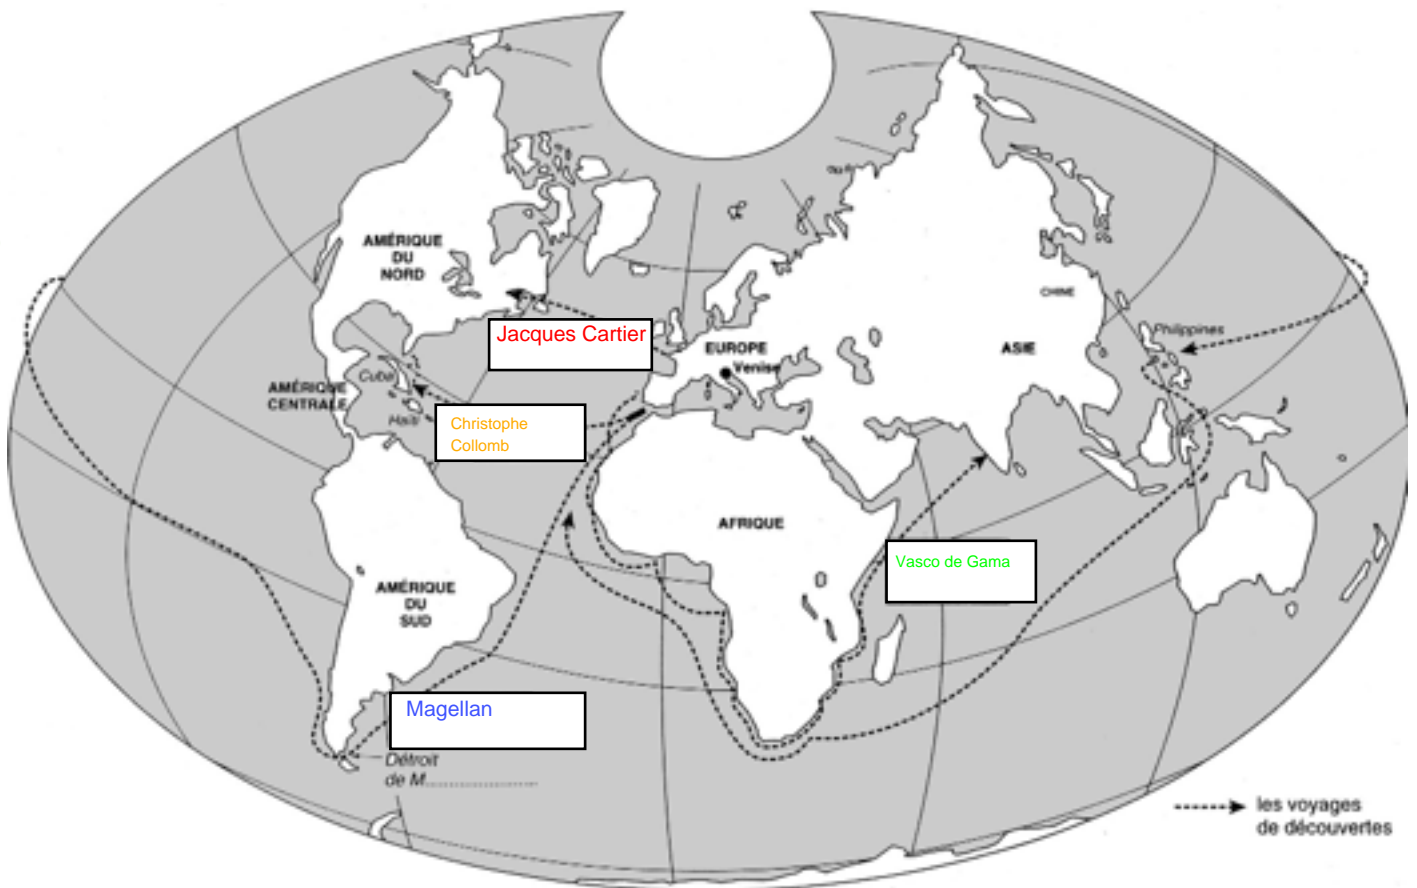 AMÉRIQUE
DU
NORD
CHINE
Jacques Cartier
Philippines
EUROPE
ASIE
Venise
Cuba
AMÉRIQUE
CENTRALE
Haïti
Christophe
Collomb
AFRIQUE
Vasco de Gama
AMÉRIQUE
DU
SUD
Magellan
Détroit
de M..............................
les voyages
de découvertes